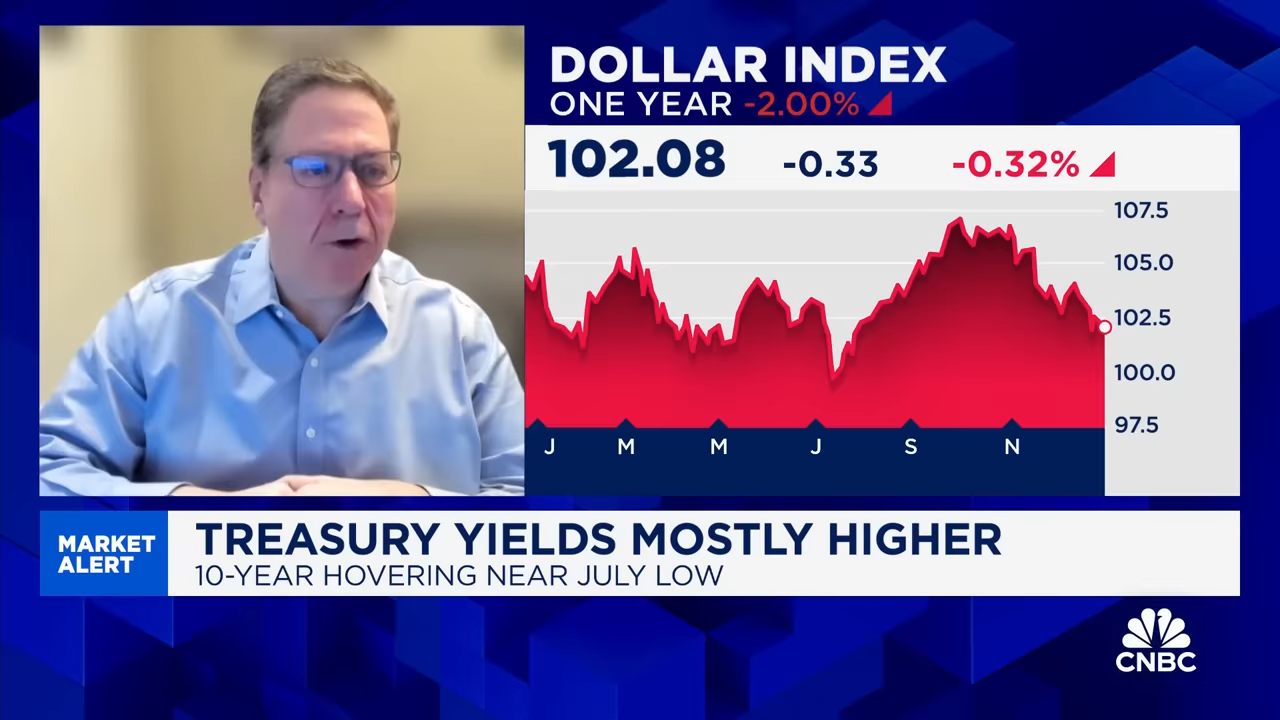 DOLLAR INDEX
ONE YEAR -2.00%
102.08 -0.33 -0.32%
107.5
105.0
102.5
100.0
97.5
J M M J S N
MARKET
ALERT
TREASURY YIELDS MOSTLY HIGHER
10-YEAR HOVERING NEAR JULY LOW
CNBC